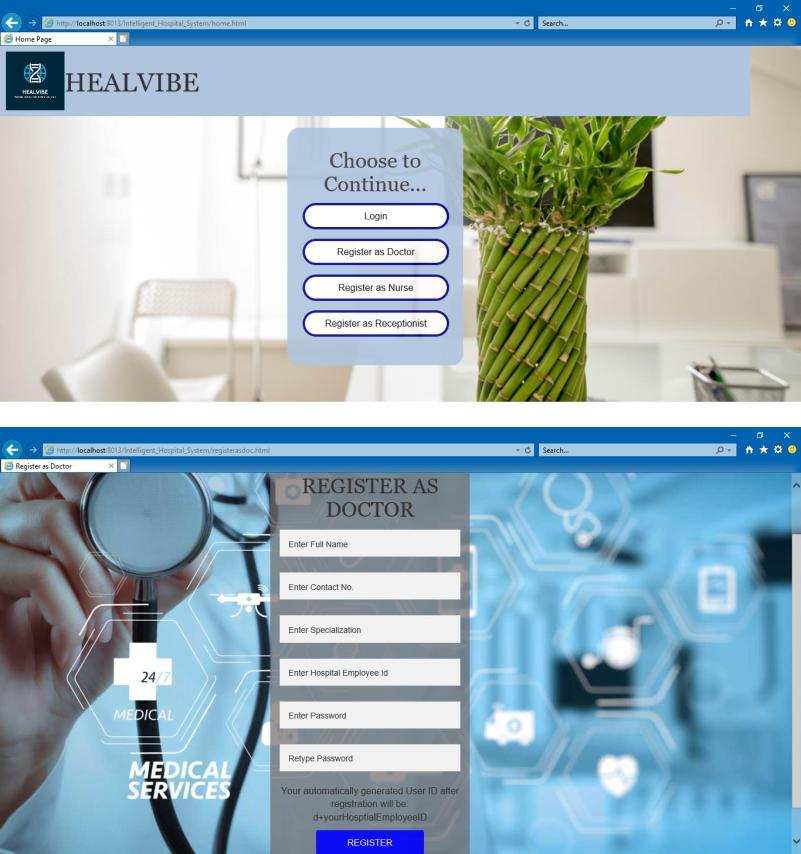 http://localhost:8013/Intelligent_Hospital_System/home.html
Search...
Home Page
HEALVIBE
HEALVIBE
Choose to
Continue...
Login
Register as Doctor
Register as Nurse
Register as Receptionist
http://localhost:8013/Intelligent_Hospital_System/registerasdoc.html
Search...
Register as Doctor
REGISTER AS
DOCTOR
Enter Full Name
Enter Contact No.
Enter Specialization
Enter Hospital Employee Id
24/7
Enter Password
MEDICAL
Retype Password
MEDICAL
SERVICES
Your automatically generated User ID after
registration will be:
d+yourHosptialEmployeeID
REGISTER